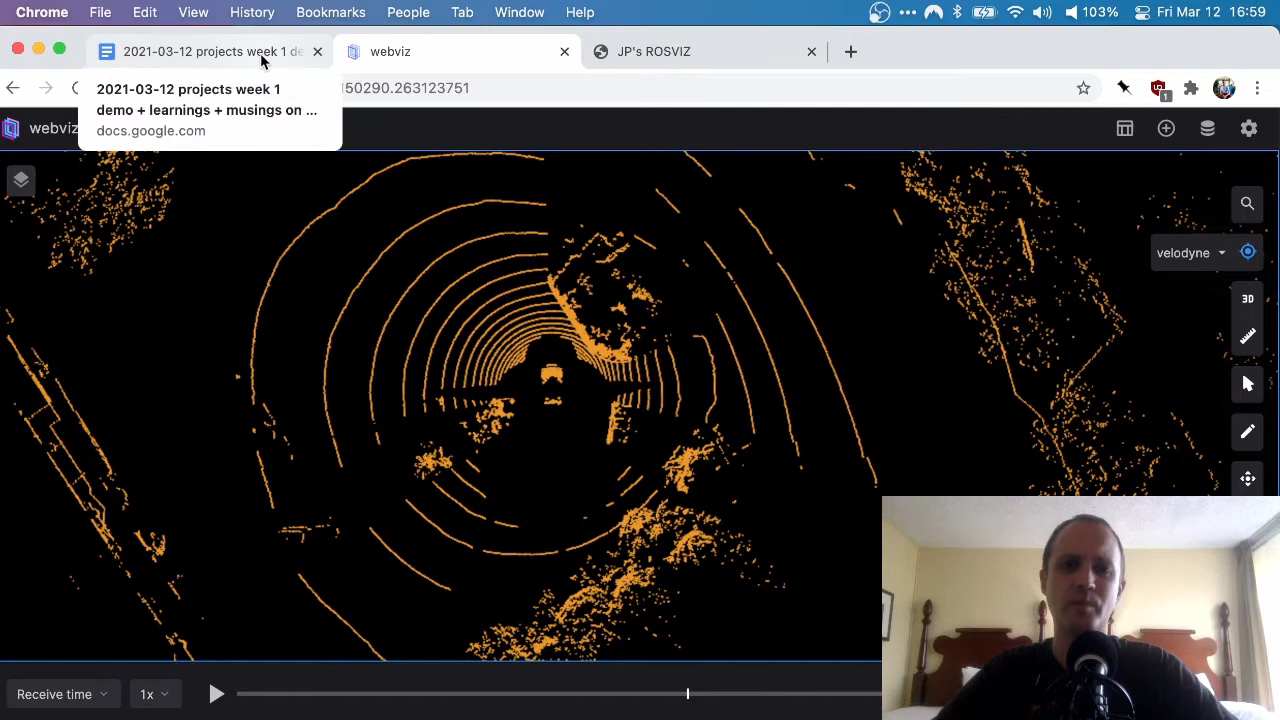 Chrome File Edit View History Bookmarks People Tab Window Help 103% Fri Mar 12 16:59
2021-03-12 projects week 1 de webviz JP's ROSVIZ
150290.263123751
2021-03-12 projects week 1
demo + learnings + musings on ...
docs.google.com
webviz
velodyne
3D
Receive time 1x